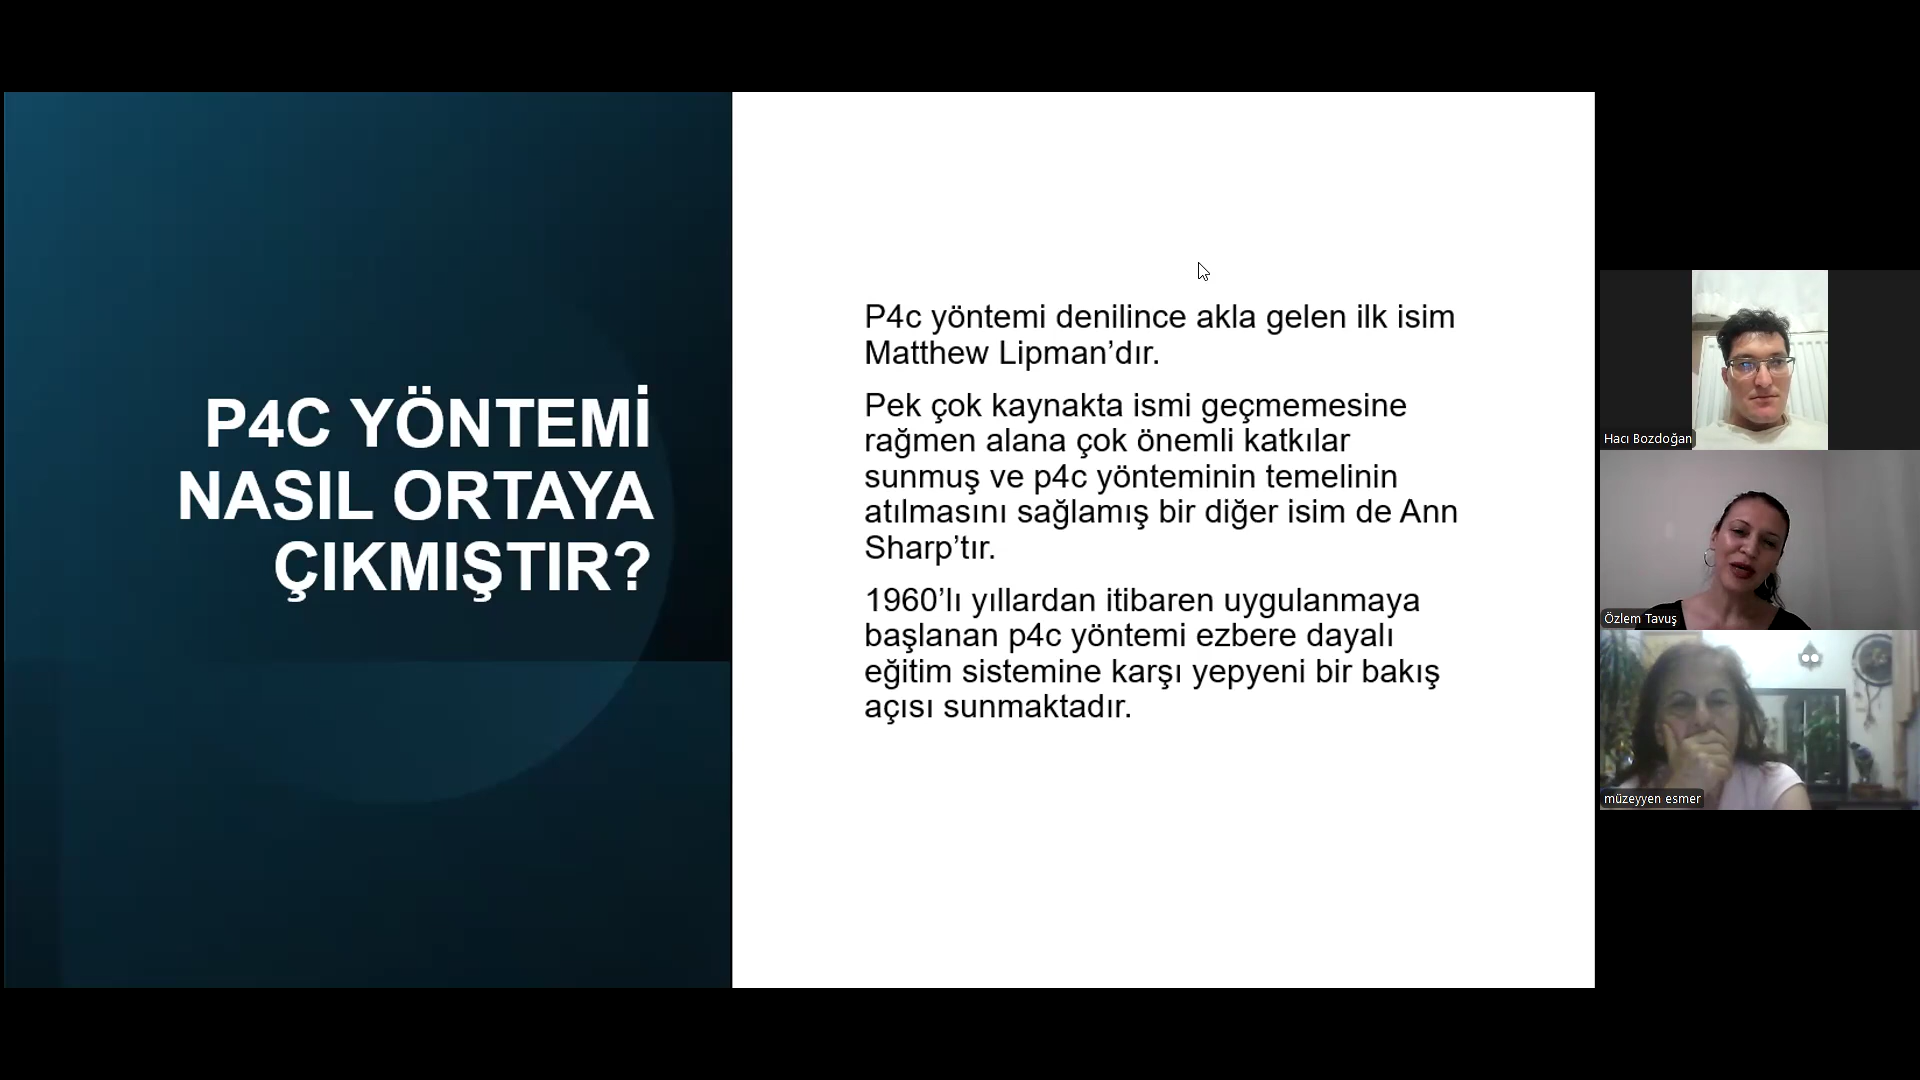 P4C YÖNTEMİ
NASIL ORTAYA
ÇIKMIŞTIR?
P4c yöntemi denilince akla gelen ilk isim
Matthew Lipman’dır.
Pek çok kaynakta ismi geçmemesine
rağmen alana çok önemli katkılar
sunmuş ve p4c yönteminin temelinin
atılmasını sağlamış bir diğer isim de Ann
Sharp’tır.
1960’lı yıllardan itibaren uygulanmaya
başlanan p4c yöntemi ezbere dayalı
eğitim sistemine karşı yepyeni bir bakış
açısı sunmaktadır.
Hacı Bozdoğan
Özlem Tavuş
müzeyyen esmer